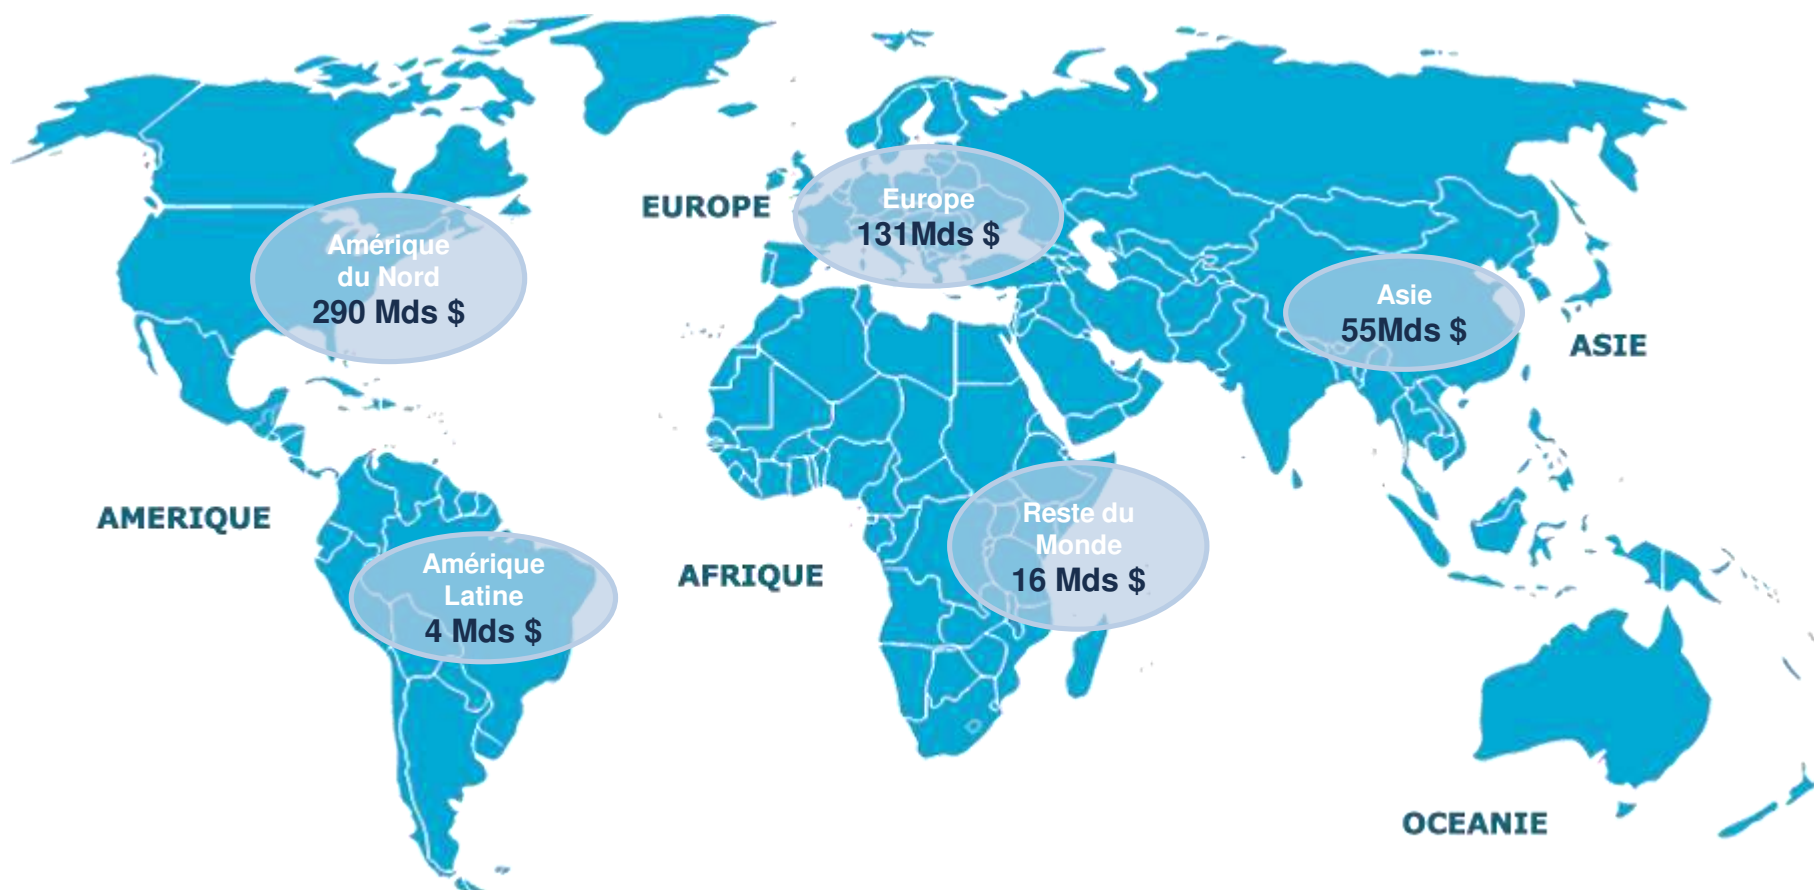 EUROPE
Europe
131Mds $
Amérique
du Nord
290 Mds $
Asie
55Mds $
ASIE
AMERIQUE
Reste du
Monde
16 Mds $
Amérique
Latine
4 Mds $
AFRIQUE
OCEANIE